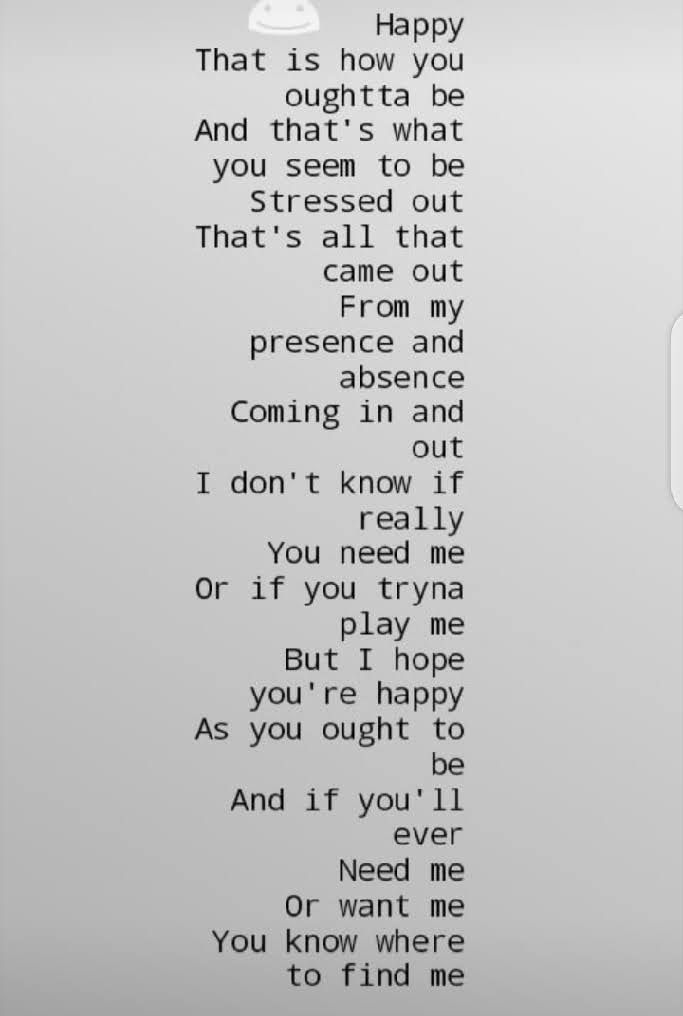 Happy
That is how you
oughtta be
And that's what
you seem to be
Stressed out
That's all that
came out
From my
presence and
absence
Coming in and
out
I don't know if
really
You need me
Or if you tryna
play me
But I hope
you're happy
As you ought to
be
And if you'll
ever
Need me
Or want me
You know where
to find me